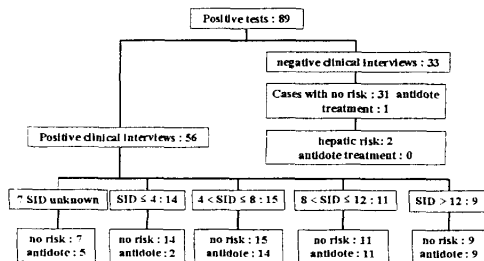 Positive tests : 89
negative clinical interviews : 33
Cases with no risk : 31 antidote
treatment : 1
Positive clinical interviews : 56
hepatic risk: 2
antidote treatment : 0
7 SID unknown
SID ≤ 4 : 14
4 < SID ≤ 8 : 15
8 < SID ≤ 12 : 11
SID > 12 : 9
no risk : 7
antidote : 5
no risk : 14
antidote : 2
no risk : 15
antidote : 14
no risk : 11
antidote : 11
no risk : 9
antidote : 9